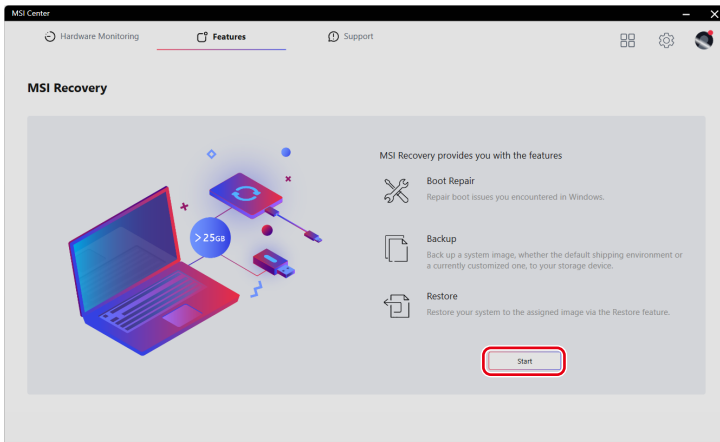 MSI Center
Hardware Monitoring
Features
Support
MSI Recovery
MSI Recovery provides you with the features
Boot Repair
Repair boot issues you encountered in Windows.
>25GB
Backup
Back up a system image, whether the default shipping environment or
a currently customized one, to your storage device.
Restore
Restore your system to the assigned image via the Restore feature.
Start